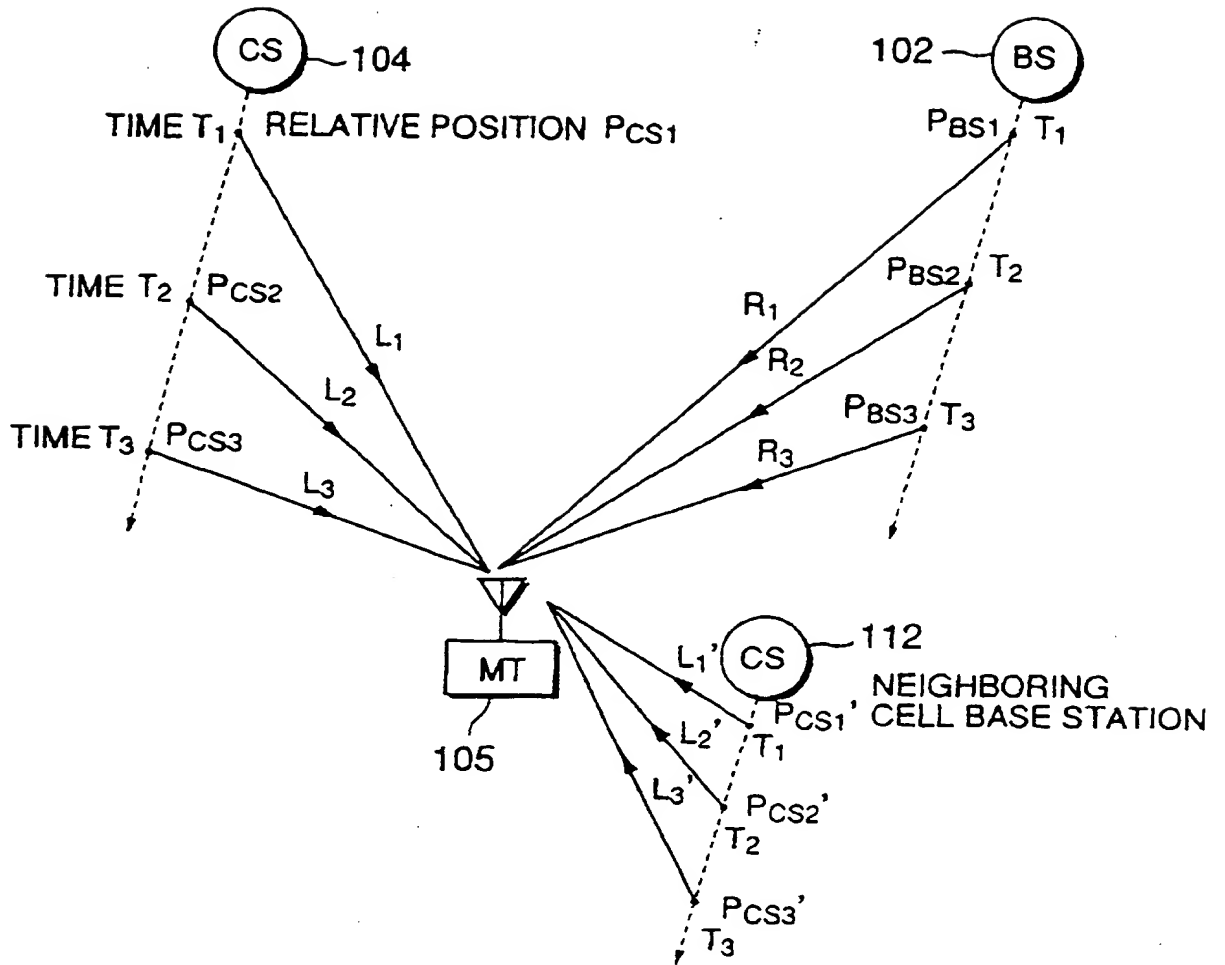 CS
104
102
BS
TIME T1 RELATIVE POSITION PCS1
PBS1 T1
TIME T2 PCS2
PBS2 T2
R1
L1
R2
L2
PBS3 T3
TIME T3 PCS3
R3
L3
MT
105
CS
112
L1'
NEIGHBORING
CELL BASE STATION
PCS1'
L2'
T1
L3'
PCS2'
T2
PCS3'
T3